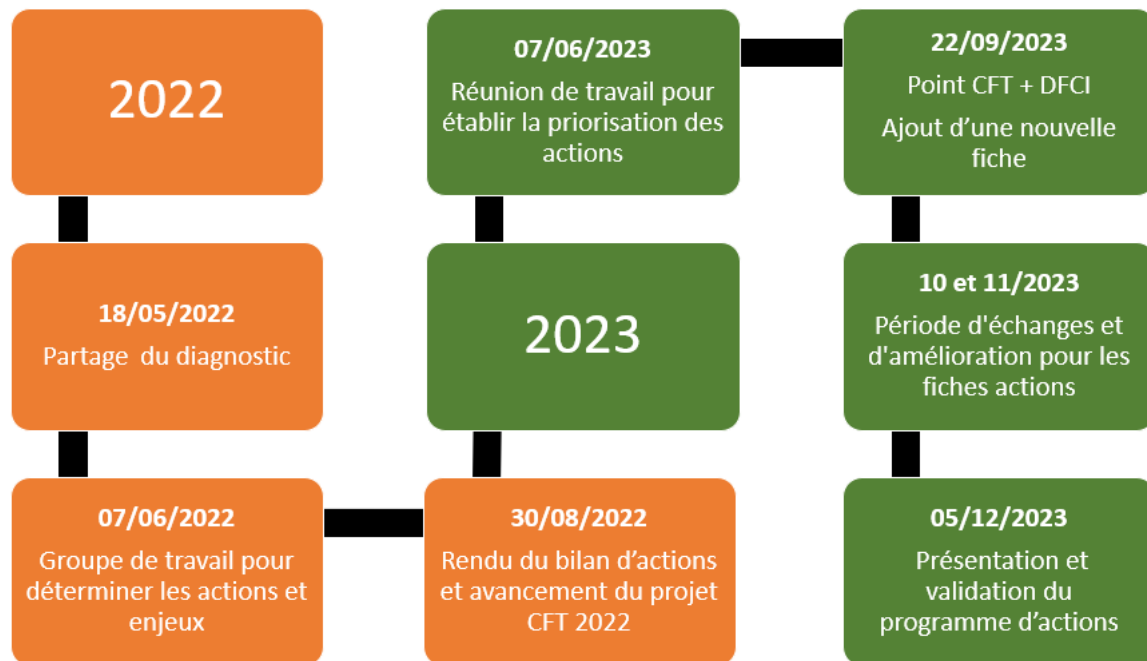 2022
18/05/2022
Partage du diagnostic
07/06/2022
Groupe de travail pour
déterminer les actions et
enjeux
30/08/2022
Rendu du bilan d’actions
et avancement du projet
CFT 2022
2023
07/06/2023
Réunion de travail pour
établir la priorisation des
actions
22/09/2023
Point CFT + DFCI
Ajout d’une nouvelle
fiche
10 et 11/2023
Période d'échanges et
d'amélioration pour les
fiches actions
05/12/2023
Présentation et
validation du
programme d’actions